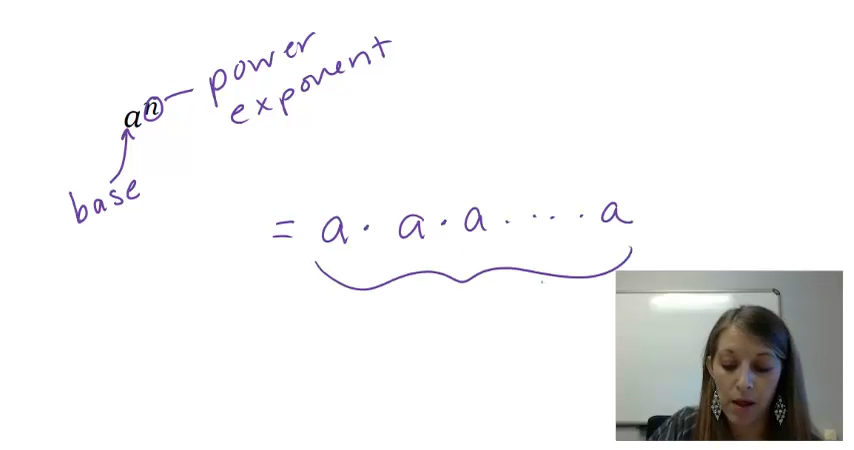 aⁿ — power
exponent
base
= a · a · a · ... · a